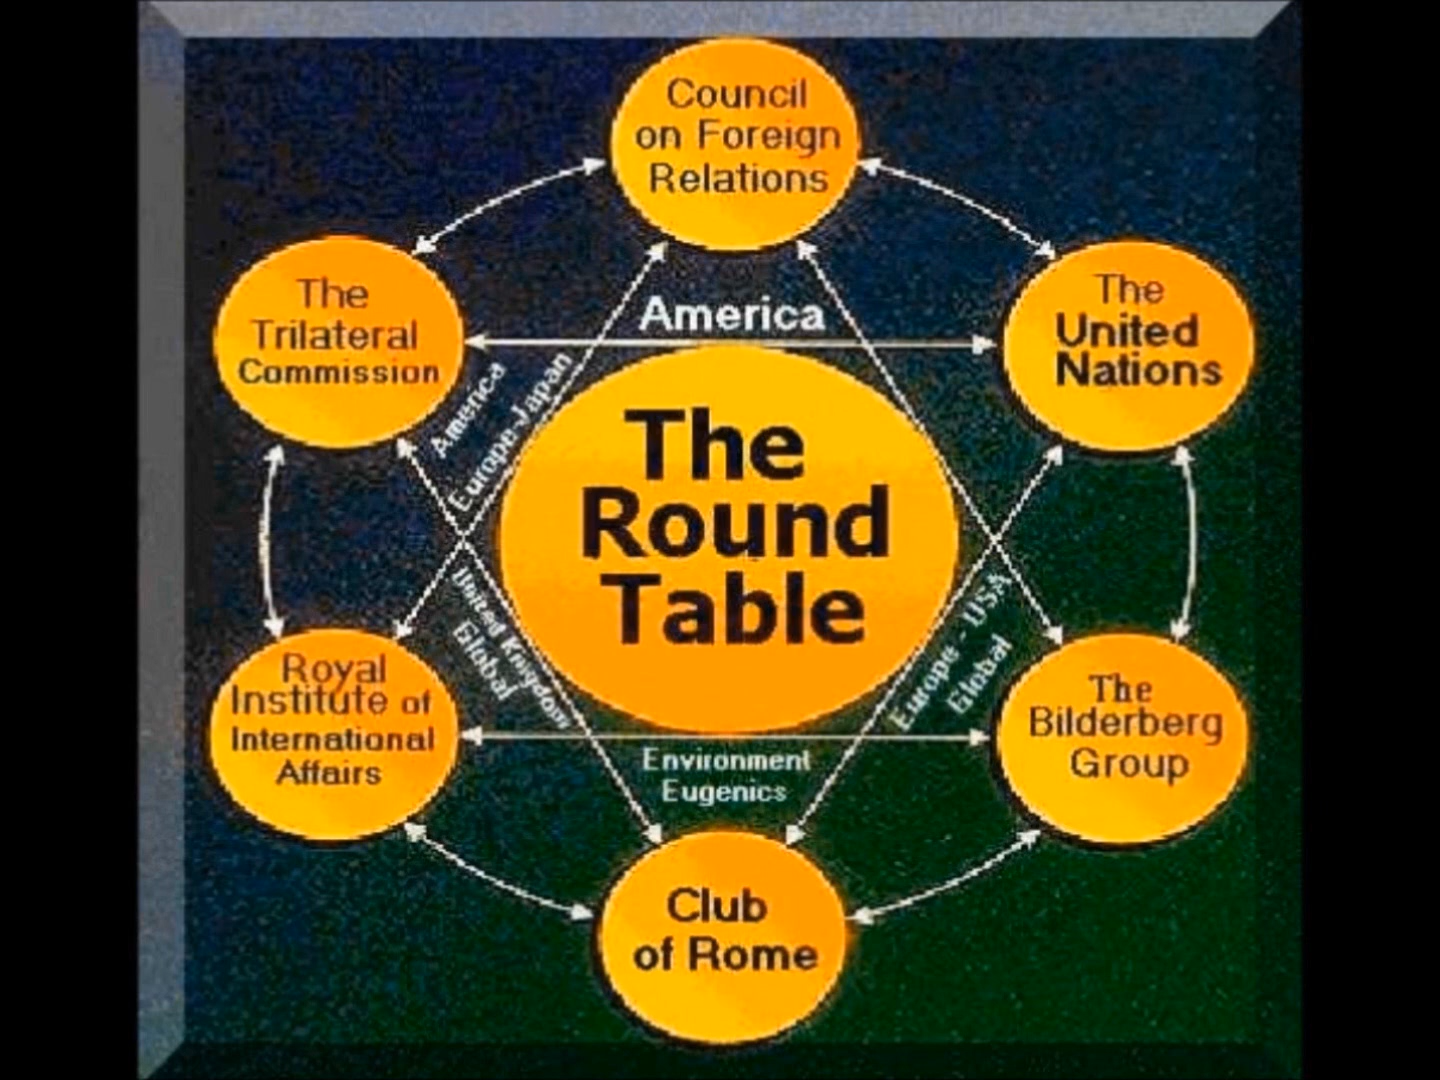 Council
on Foreign
Relations
The
Trilateral
Commission
The
United
Nations
America
America
Europe-Japan
The
Round
Table
United Kingdom
Global
Europe - USA
Global
Royal
Institute of
International
Affairs
The
Bilderberg
Group
Environment
Eugenics
Club
of Rome